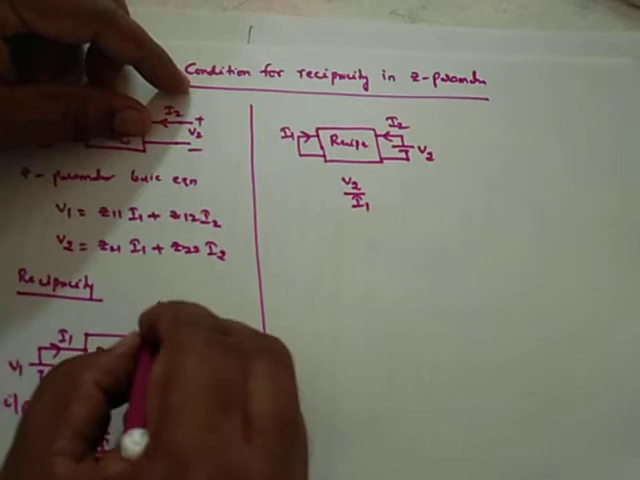 Condition for reciprocity in z-parameter
I2 +
V2
-
z-parameter basic eqn
V1 = Z11 I1 + Z12 I2
V2 = Z21 I1 + Z22 I2
Reciprocity
I1
V1
i/p
I1 Recipe I2
V2
V2
I1